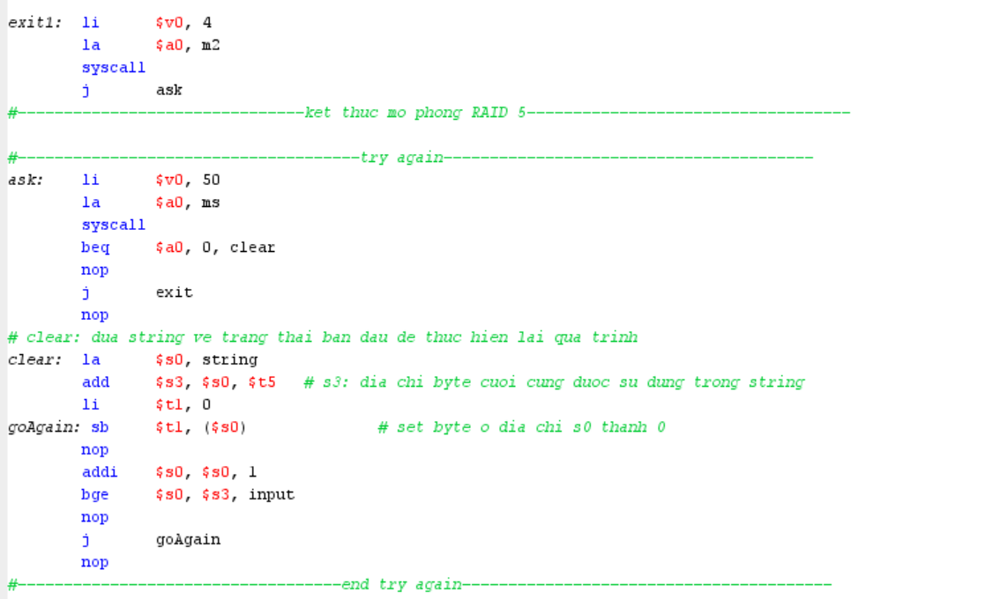 exit1: li $v0, 4
la $a0, m2
syscall
j ask
#-------------------------------ket thuc mo phong RAID 5-----------------------------------
#-------------------------------------try again----------------------------------------
ask: li $v0, 50
la $a0, ms
syscall
beq $a0, 0, clear
nop
j exit
nop
# clear: dua string ve trang thai ban dau de thuc hien lai qua trinh
clear: la $s0, string
add $s3, $s0, $t5 # s3: dia chi byte cuoi cung duoc su dung trong string
li $t1, 0
goAgain: sb $t1, ($s0) # set byte o dia chi s0 thanh 0
nop
addi $s0, $s0, 1
bge $s0, $s3, input
nop
j goAgain
nop
#-----------------------------------end try again----------------------------------------